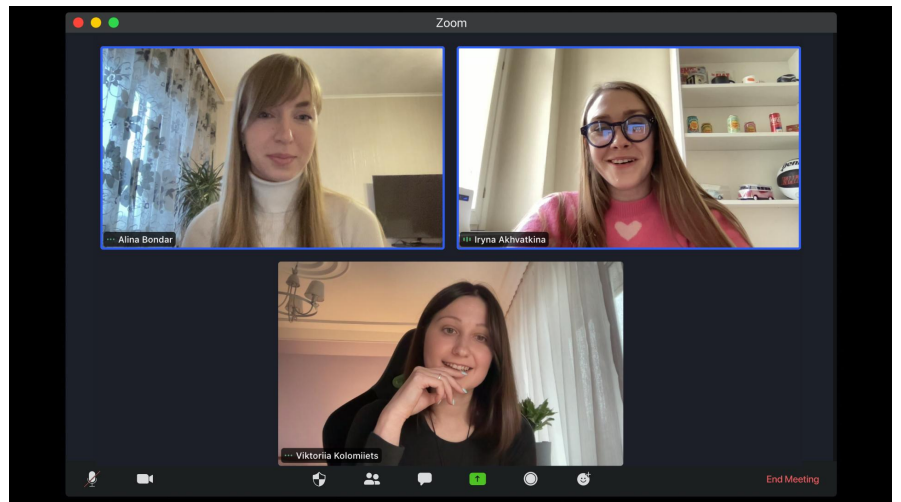 Zoom
Alina Bondar
Iryna Akhvatkina
Viktoriia Kolomiiets
End Meeting